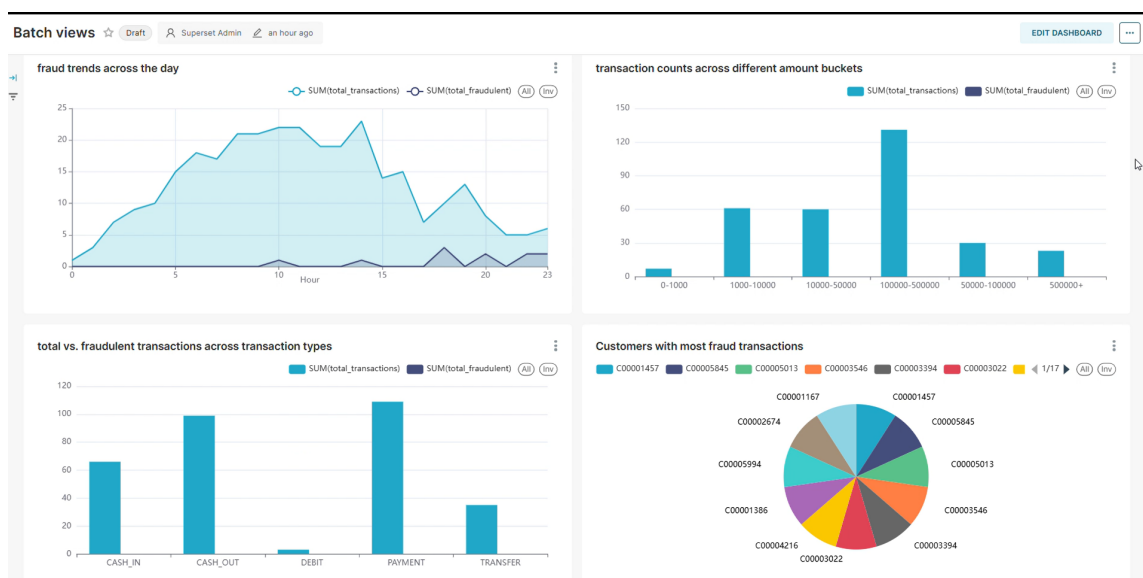 Batch views Draft Superset Admin an hour ago EDIT DASHBOARD ...
fraud trends across the day
SUM(total_transactions) SUM(total_fraudulent) All Inv
25
20
15
10
5
0
0 5 10 15 20 23
Hour
transaction counts across different amount buckets
SUM(total_transactions) SUM(total_fraudulent) All Inv
150
120
90
60
30
0
0-1000 1000-10000 10000-50000 100000-500000 50000-100000 500000+
total vs. fraudulent transactions across transaction types
SUM(total_transactions) SUM(total_fraudulent) All Inv
120
100
80
60
40
20
0
CASH_IN CASH_OUT DEBIT PAYMENT TRANSFER
Customers with most fraud transactions
C00001457 C00005845 C00005013 C00003546 C00003394 C00003022 1/17 All Inv
C00001167 C00001457
C00002674 C00005845
C00005994 C00005013
C00001386 C00003546
C00004216 C00003394
C00003022